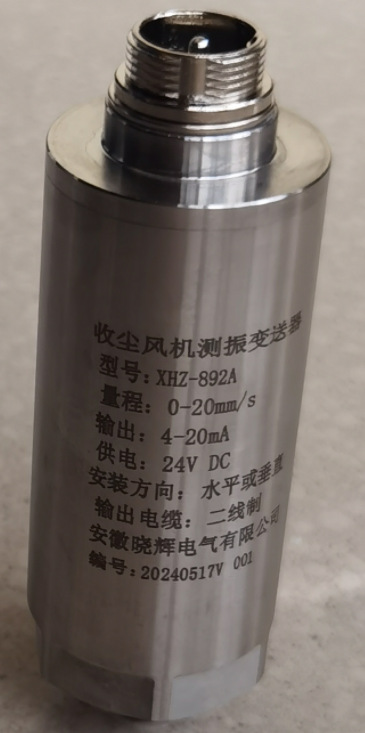 收尘风机测振变送器
型号：XHZ-892A
量程：0-20mm/s
输出：4-20mA
供电：24V DC
安装方向：水平或垂直
输出电缆：二线制
安徽晓辉电气有限公司
编号：20240517V 001